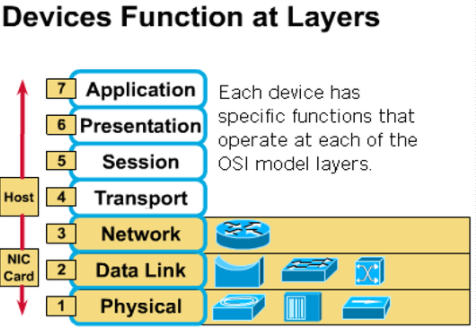 Devices Function at Layers
7 Application
6 Presentation
5 Session
4 Transport
3 Network
2 Data Link
1 Physical
Each device has
specific functions that
operate at each of the
OSI model layers.
Host
NIC
Card